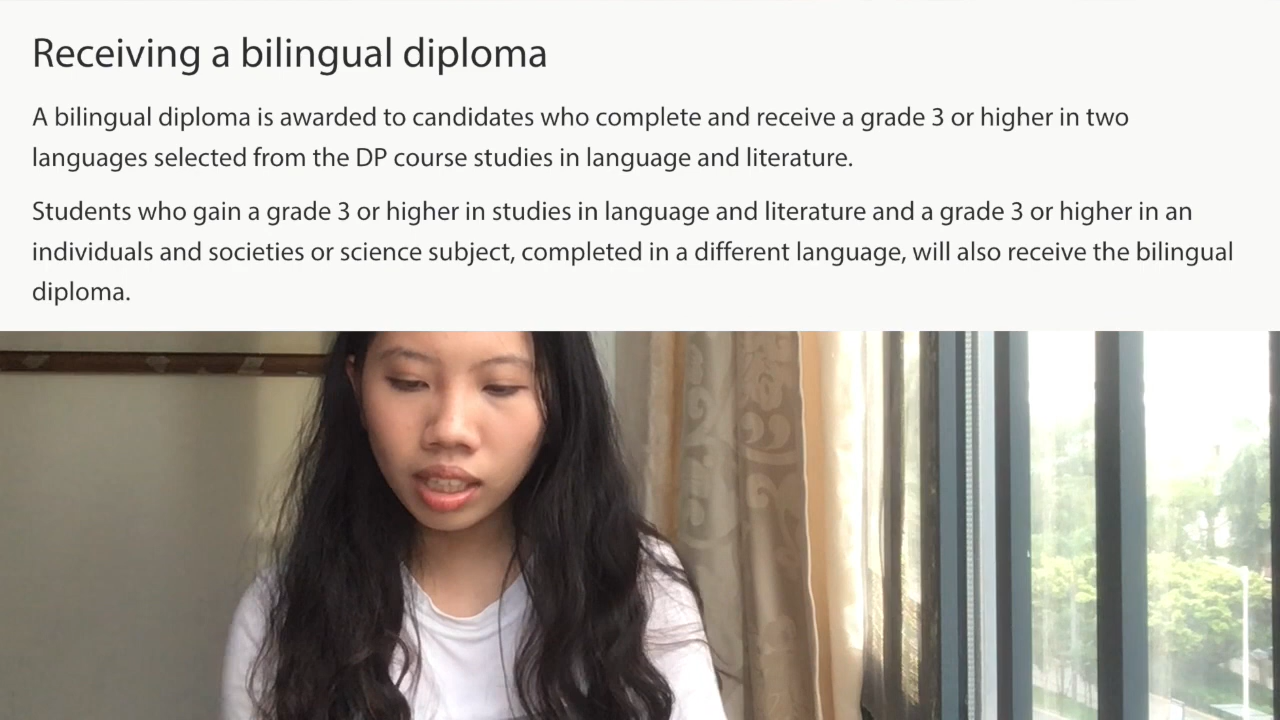 Receiving a bilingual diploma
A bilingual diploma is awarded to candidates who complete and receive a grade 3 or higher in two
languages selected from the DP course studies in language and literature.
Students who gain a grade 3 or higher in studies in language and literature and a grade 3 or higher in an
individuals and societies or science subject, completed in a different language, will also receive the bilingual
diploma.